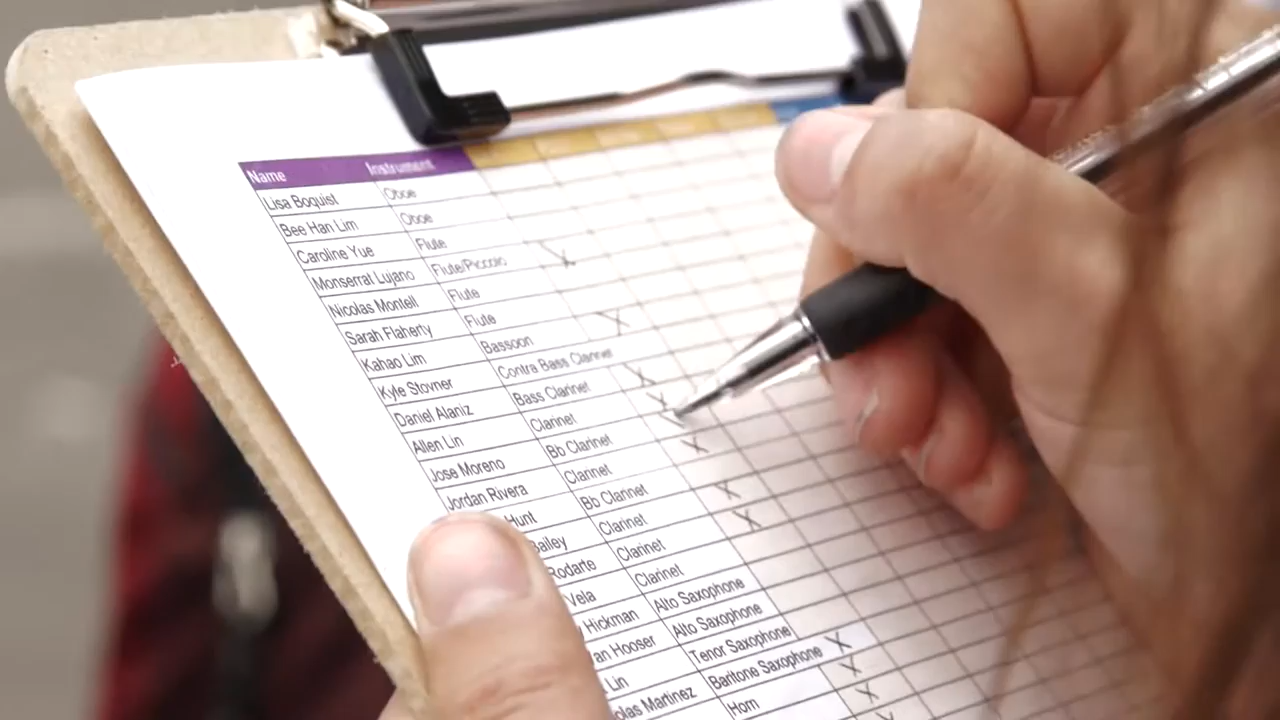 Name Instrument
Lisa Boquist Oboe
Bee Han Lim Oboe
Caroline Yue Flute
Monserrat Lujano Flute/Piccolo X
Nicolas Montell Flute
Sarah Flaherty Flute
Kahao Lim Bassoon X
Kyle Stovner Contra Bass Clarinet
Daniel Alaniz Bass Clarinet X
Allen Lin Clarinet X
Jose Moreno Bb Clarinet
Jordan Rivera Clarinet X
Hunt Bb Clarinet
Bailey Clarinet X
Rodarte Clarinet X
Vela Clarinet
Hickman Alto Saxophone
an Hooser Alto Saxophone
Lin Tenor Saxophone
olas Martinez Baritone Saxophone X
Horn X
X
X